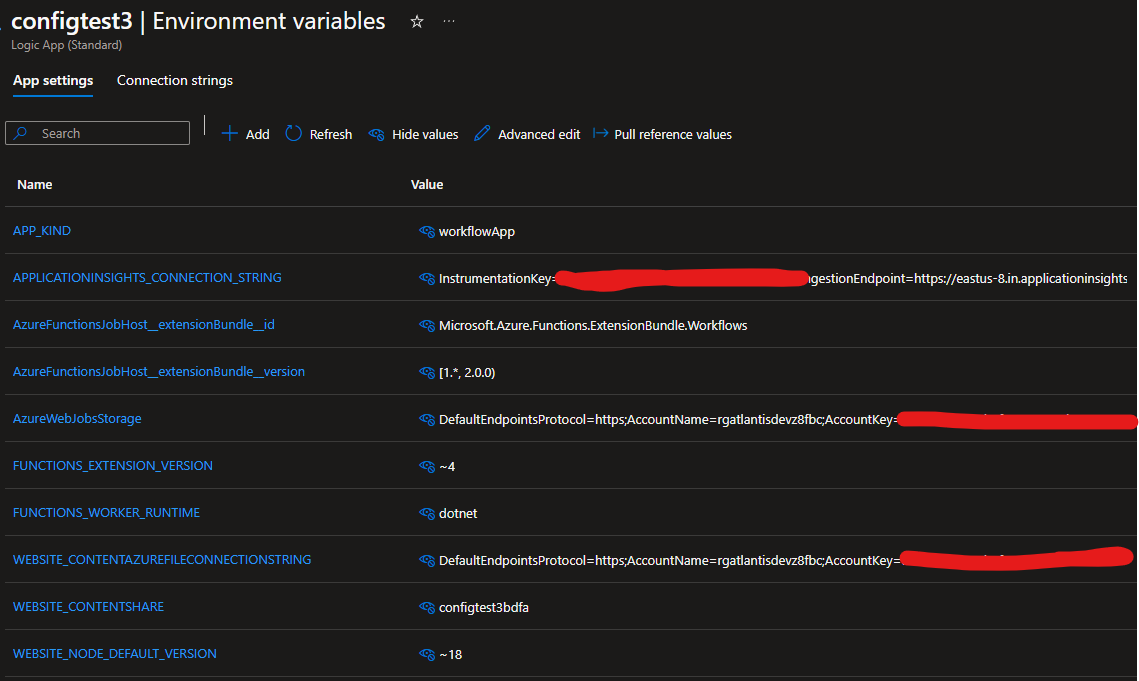 configtest3 | Environment variables
Logic App (Standard)
App settings Connection strings
Search Add Refresh Hide values Advanced edit Pull reference values
Name Value
APP_KIND workflowApp
APPLICATIONINSIGHTS_CONNECTION_STRING InstrumentationKey= ngestionEndpoint=https://eastus-8.in.applicationinsights
AzureFunctionsJobHost__extensionBundle__id Microsoft.Azure.Functions.ExtensionBundle.Workflows
AzureFunctionsJobHost__extensionBundle__version [1.*, 2.0.0)
AzureWebJobsStorage DefaultEndpointsProtocol=https;AccountName=rgatlantisdevz8fbc;AccountKey=
FUNCTIONS_EXTENSION_VERSION ~4
FUNCTIONS_WORKER_RUNTIME dotnet
WEBSITE_CONTENTAZUREFILECONNECTIONSTRING DefaultEndpointsProtocol=https;AccountName=rgatlantisdevz8fbc;AccountKey=
WEBSITE_CONTENTSHARE configtest3bdfa
WEBSITE_NODE_DEFAULT_VERSION ~18